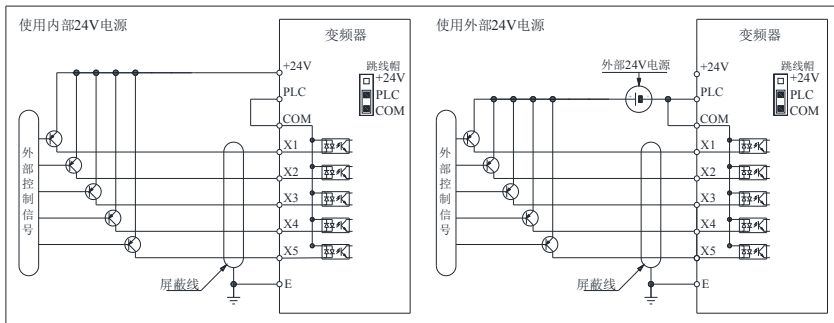 使用内部24V电源
变频器
+24V
跳线帽
+24V
PLC
PLC
COM
COM
外部控制信号
X1
X2
X3
X4
X5
屏蔽线
E
使用外部24V电源
变频器
外部24V电源
+24V
跳线帽
+24V
PLC
PLC
COM
COM
外部控制信号
X1
X2
X3
X4
X5
屏蔽线
E